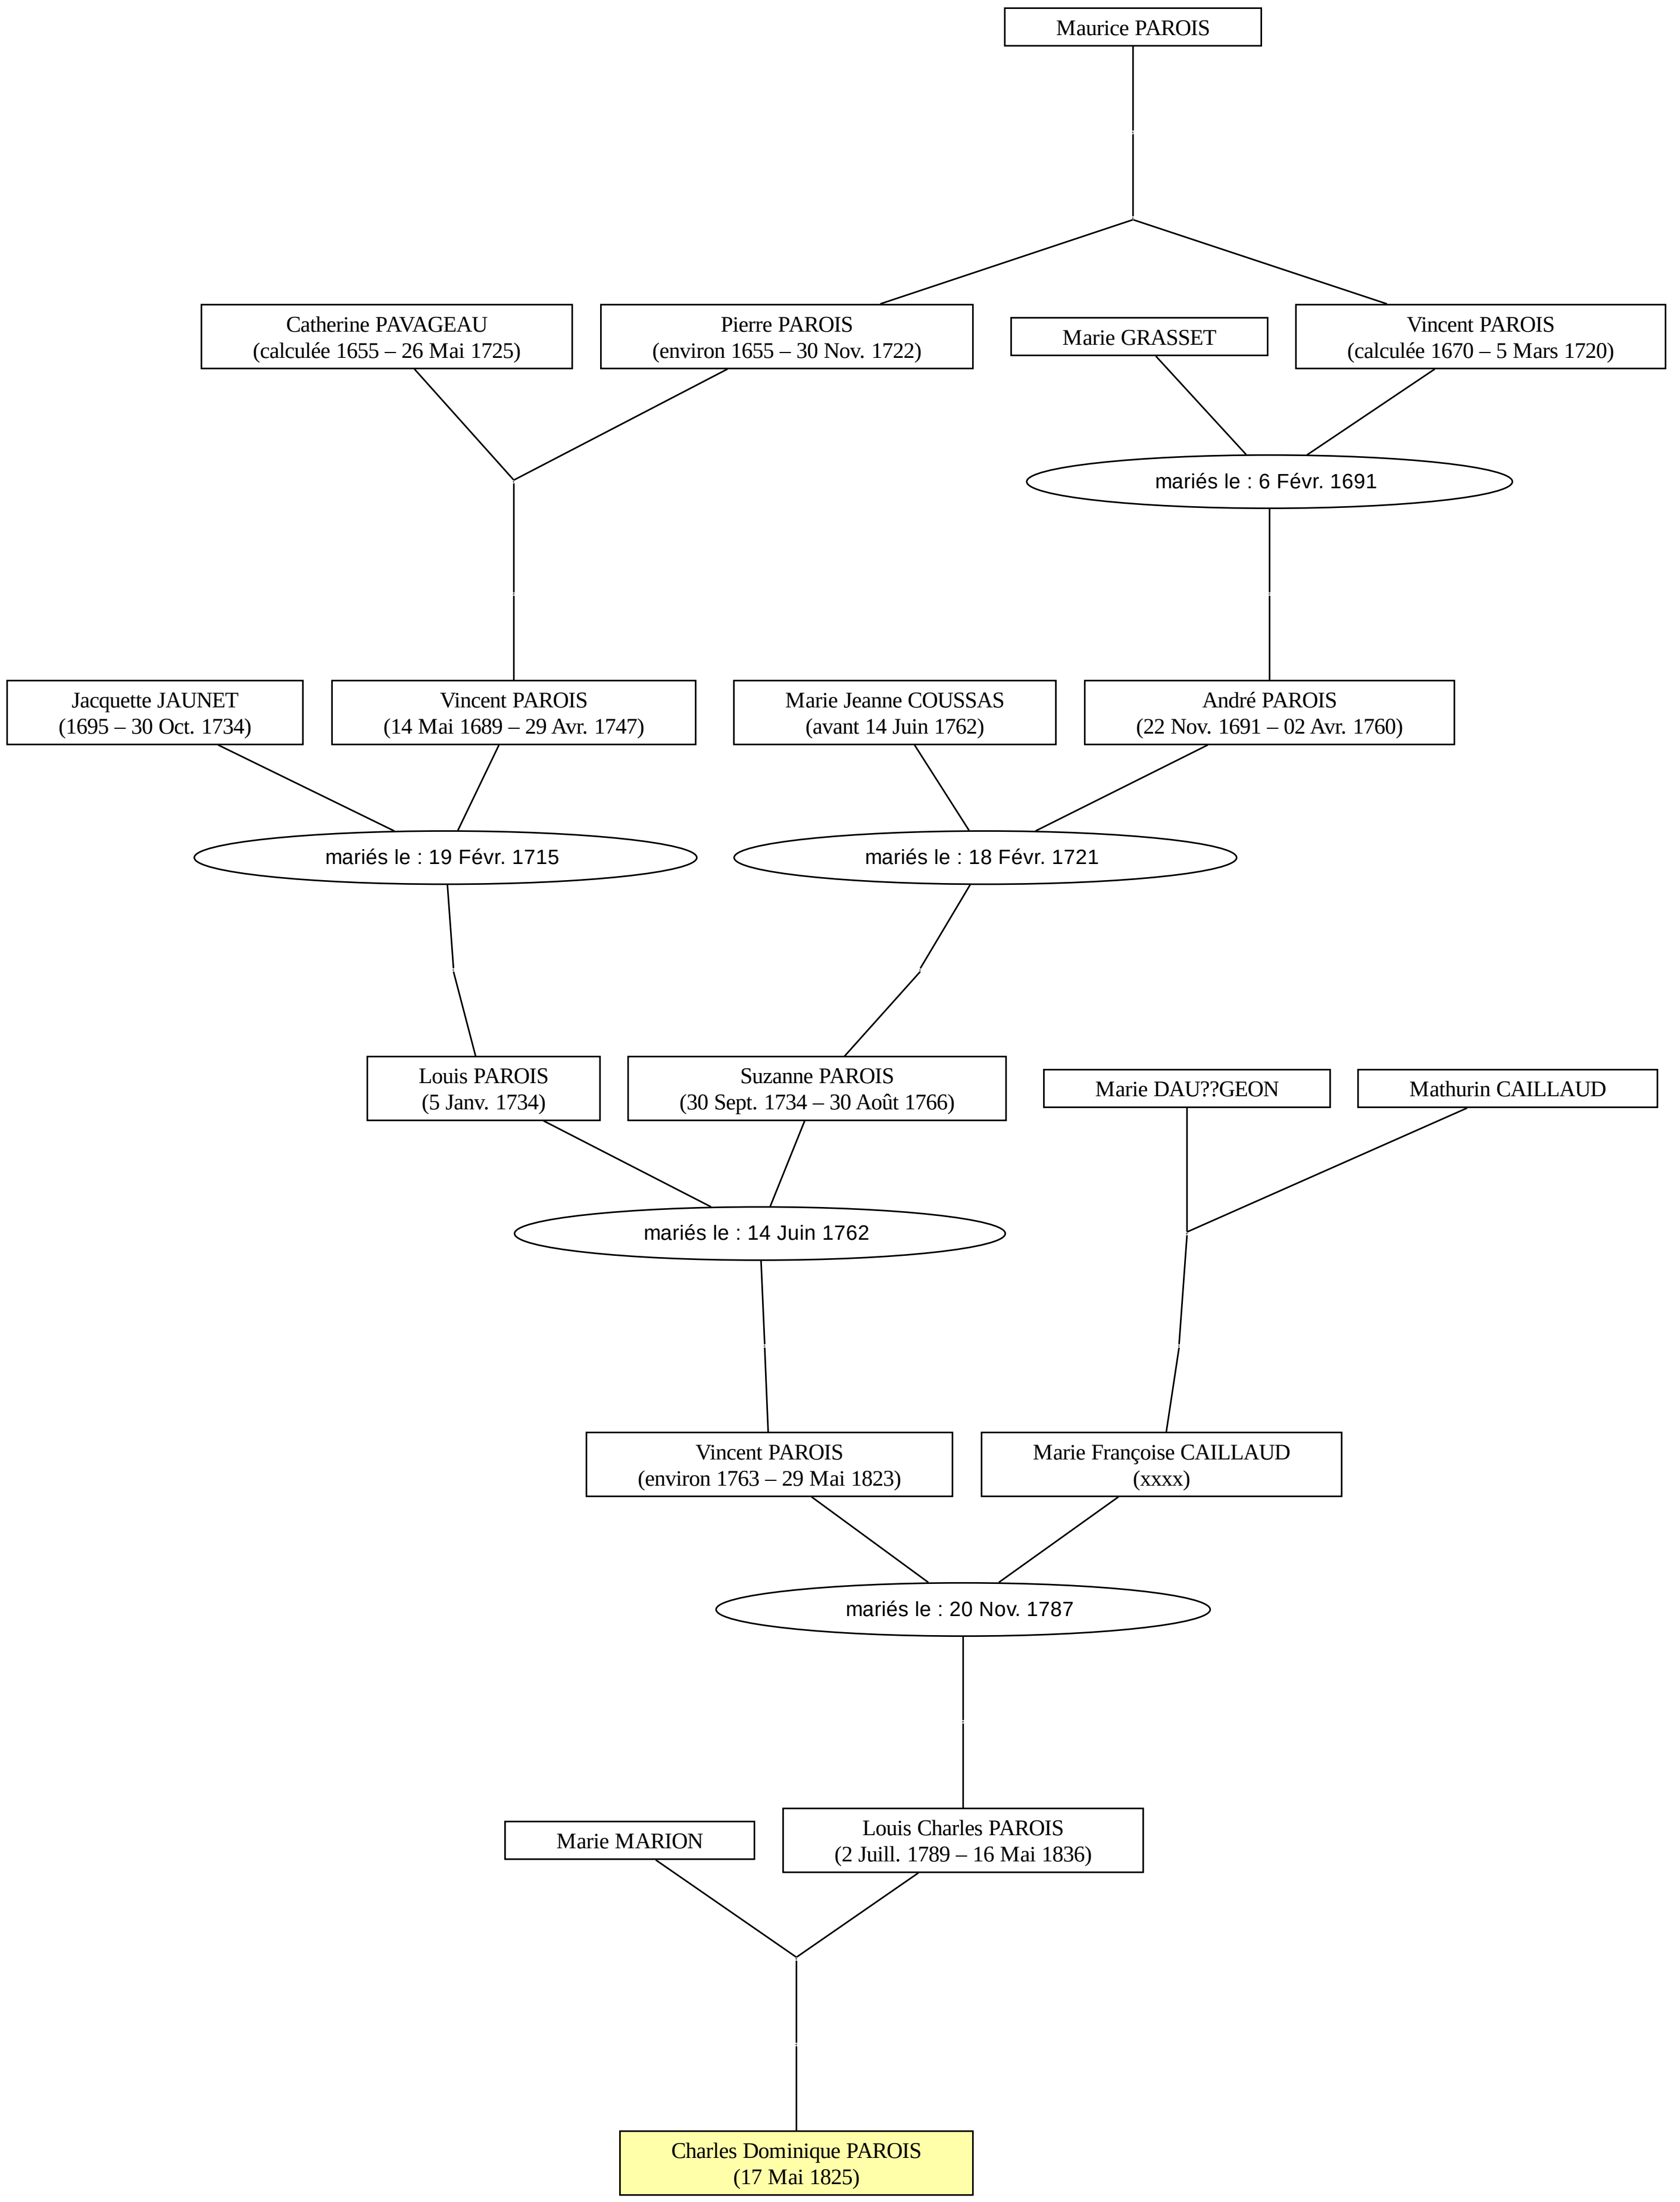 Maurice PAROIS
Catherine PAVAGEAU
(calculée 1655 – 26 Mai 1725)
Pierre PAROIS
(environ 1655 – 30 Nov. 1722)
Marie GRASSET
Vincent PAROIS
(calculée 1670 – 5 Mars 1720)
mariés le : 6 Févr. 1691
Jacquette JAUNET
(1695 – 30 Oct. 1734)
Vincent PAROIS
(14 Mai 1689 – 29 Avr. 1747)
Marie Jeanne COUSSAS
(avant 14 Juin 1762)
André PAROIS
(22 Nov. 1691 – 02 Avr. 1760)
mariés le : 19 Févr. 1715
mariés le : 18 Févr. 1721
Louis PAROIS
(5 Janv. 1734)
Suzanne PAROIS
(30 Sept. 1734 – 30 Août 1766)
Marie DAU??GEON
Mathurin CAILLAUD
mariés le : 14 Juin 1762
Vincent PAROIS
(environ 1763 – 29 Mai 1823)
Marie Françoise CAILLAUD
(xxxx)
mariés le : 20 Nov. 1787
Marie MARION
Louis Charles PAROIS
(2 Juill. 1789 – 16 Mai 1836)
Charles Dominique PAROIS
(17 Mai 1825)